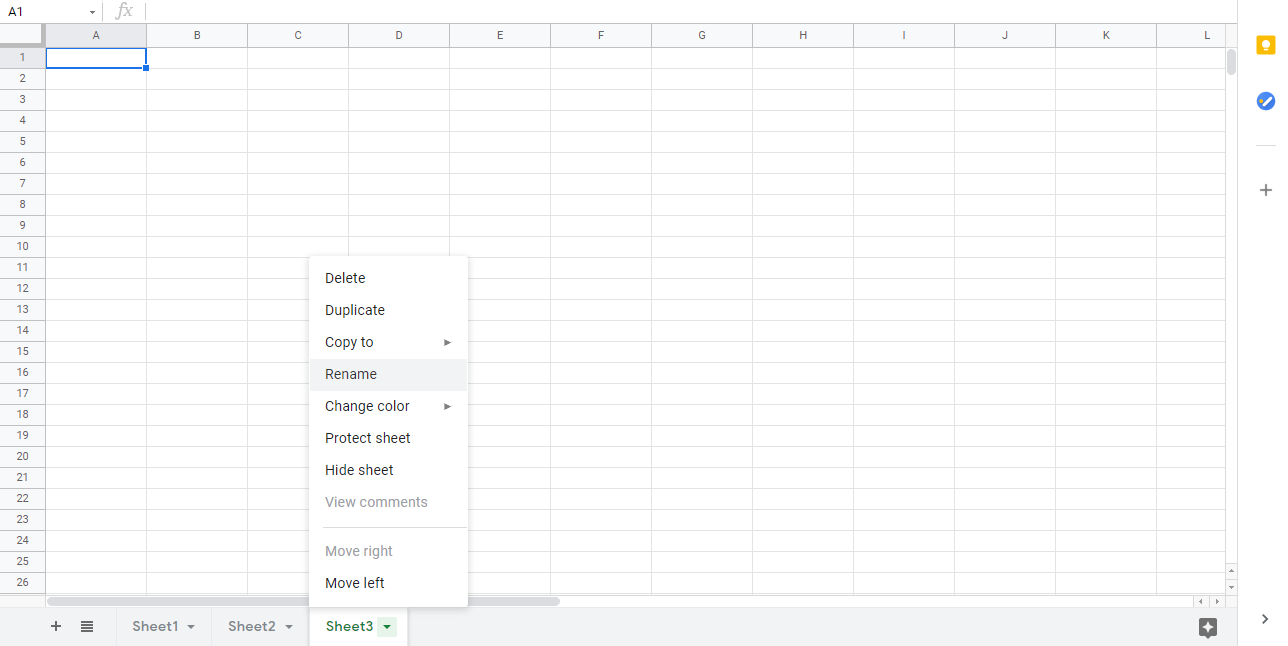 A1 fx
A B C D E F G H I J K L
1
2
3
4
5
6
7
8
9
10
11
12
13
14
15
16
17
18
19
20
21
22
23
24
25
26
Delete
Duplicate
Copy to
Rename
Change color
Protect sheet
Hide sheet
View comments
Move right
Move left
Sheet1 Sheet2 Sheet3